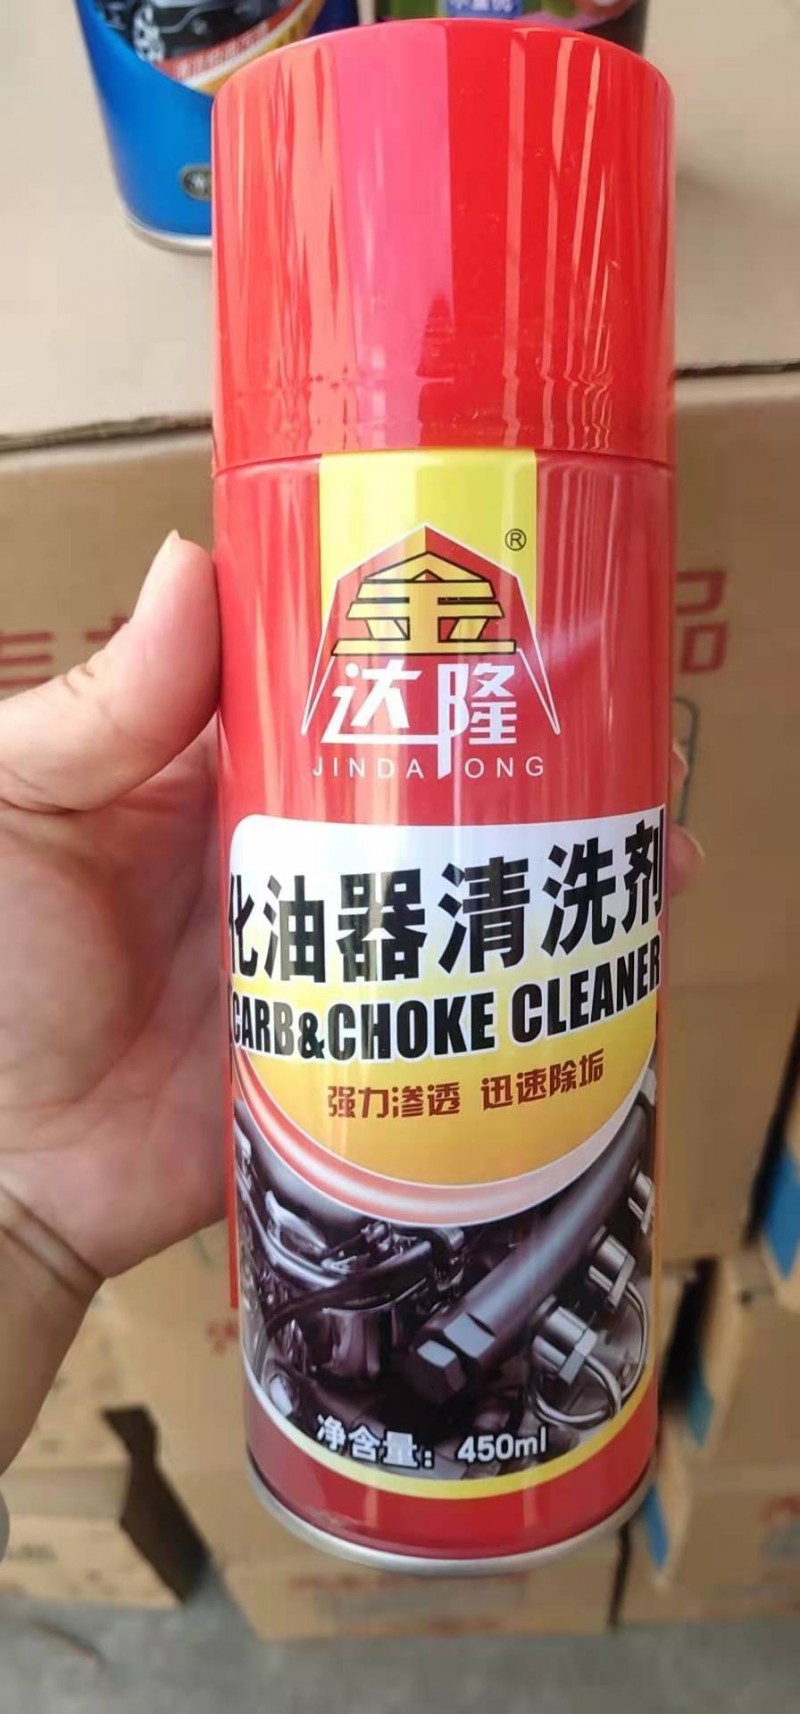 金
®
达隆
JINDALONG
化油器清洗剂
CARB&CHOKE CLEANER
强力渗透 迅速除垢
净含量：450ml
品